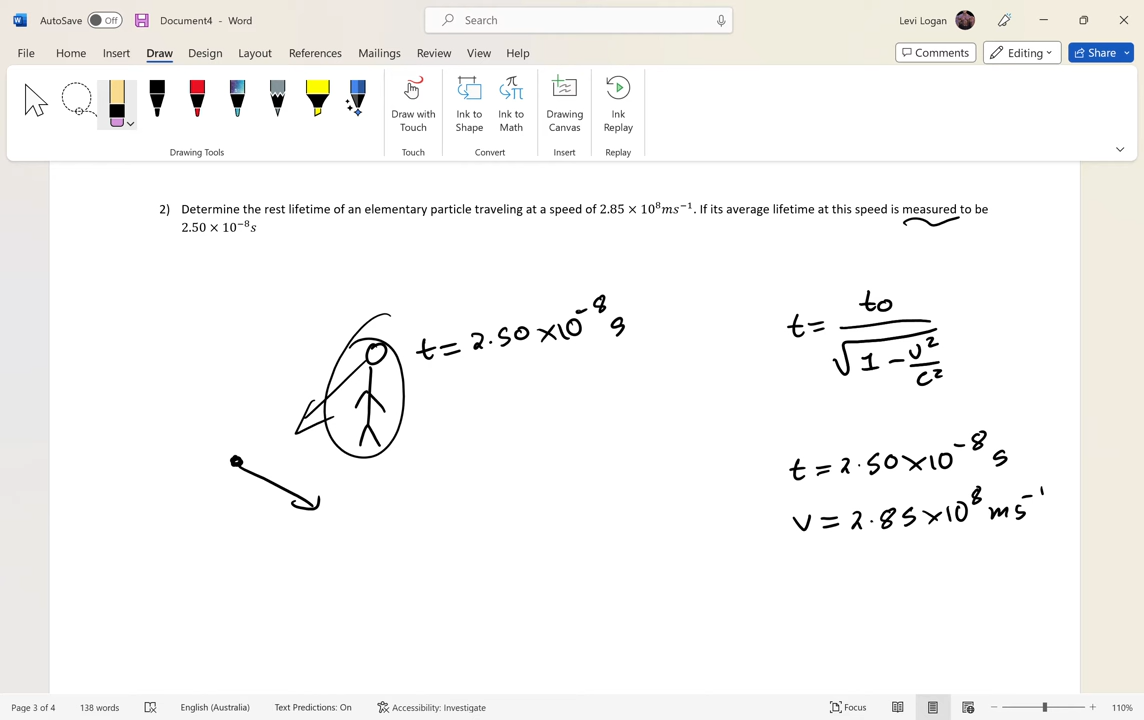 AutoSave Off Document4 - Word Search Levi Logan
File Home Insert Draw Design Layout References Mailings Review View Help Comments Editing Share
Draw with Touch Ink to Shape Ink to Math Drawing Canvas Ink Replay
Drawing Tools Touch Convert Insert Replay
2) Determine the rest lifetime of an elementary particle traveling at a speed of 2.85 × 10⁸ms⁻¹. If its average lifetime at this speed is measured to be
2.50 × 10⁻⁸s
t = 2.50 ×10⁻⁸ s
t = t₀ / √(1 − v²/c²)
t = 2.50 ×10⁻⁸ s
v = 2.85 ×10⁸ ms⁻¹
Page 3 of 4 138 words English (Australia) Text Predictions: On Accessibility: Investigate Focus 110%